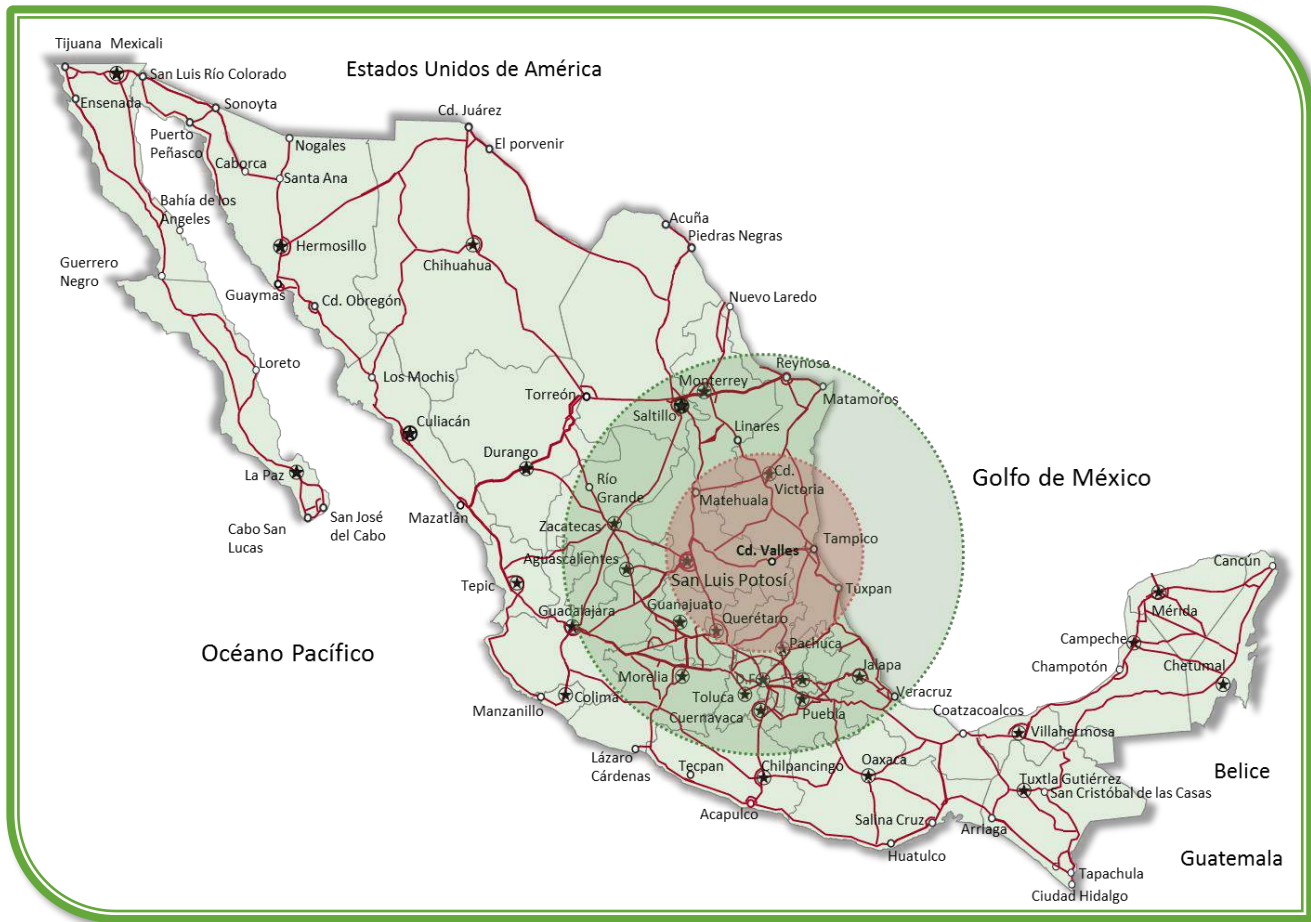 Tijuana
Mexicali
Estados Unidos de América
San Luis Río Colorado
Ensenada
Sonoyta
Cd. Juárez
Puerto
Peñasco
Nogales
El porvenir
Caborca
Santa Ana
Bahía de los
Ángeles
Acuña
Piedras Negras
Hermosillo
Chihuahua
Guerrero
Negro
Guaymas
Cd. Obregón
Nuevo Laredo
Loreto
Los Mochis
Reynosa
Monterrey
Torreón
Matamoros
Saltillo
Culiacán
Linares
Durango
La Paz
Cd.
Victoria
Golfo de México
Río
Grande
Matehuala
Mazatlán
Cabo San
Lucas
San José
del Cabo
Zacatecas
Tampico
Cd. Valles
Aguascalientes
San Luis Potosí
Cancún
Tepic
Túxpan
Guadalajara
Guanajuato
Querétaro
Mérida
Océano Pacífico
Pachuca
Campeche
Champotón
Chetumal
Morelia
D.F.
Jalapa
Toluca
Veracruz
Manzanillo
Colima
Cuernavaca
Puebla
Coatzacoalcos
Villahermosa
Lázaro
Cárdenas
Tecpan
Chilpancingo
Oaxaca
Belice
Tuxtla Gutiérrez
San Cristóbal de las Casas
Acapulco
Salina Cruz
Arriaga
Huatulco
Guatemala
Tapachula
Ciudad Hidalgo